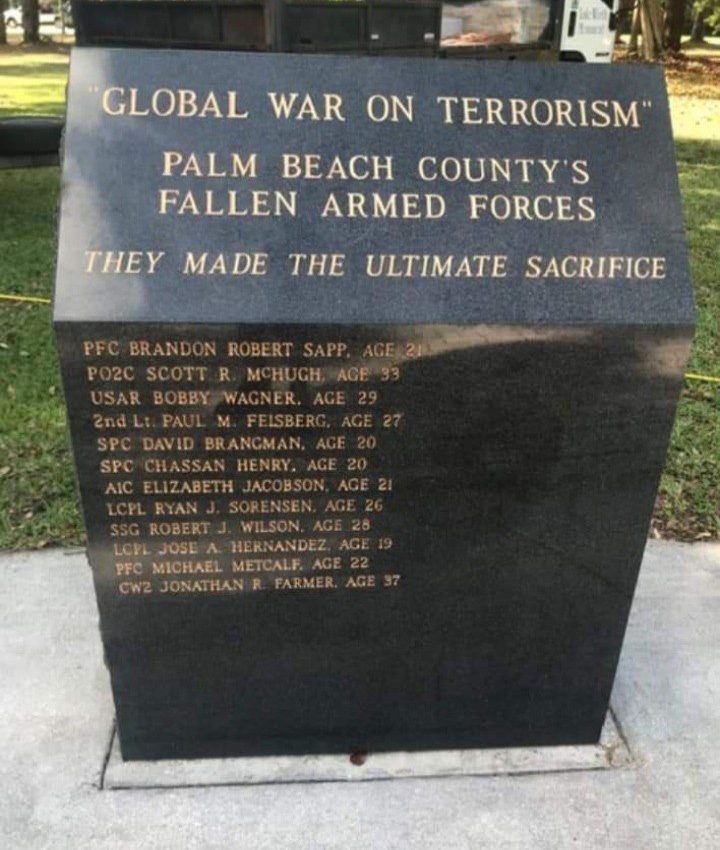 "GLOBAL WAR ON TERRORISM"
PALM BEACH COUNTY'S
FALLEN ARMED FORCES
THEY MADE THE ULTIMATE SACRIFICE
PFC BRANDON ROBERT SAPP, AGE 21
PO2C SCOTT R. MCHUGH, AGE 33
USAR BOBBY WAGNER, AGE 29
2nd Lt. PAUL M. FELSBERG, AGE 27
SPC DAVID BRANGMAN, AGE 20
SPC CHASSAN HENRY, AGE 20
A1C ELIZABETH JACOBSON, AGE 21
LCPL RYAN J. SORENSEN, AGE 26
SSG ROBERT J. WILSON, AGE 28
LCPL JOSE A. HERNANDEZ, AGE 19
PFC MICHAEL METCALF, AGE 22
CW2 JONATHAN R. FARMER, AGE 37